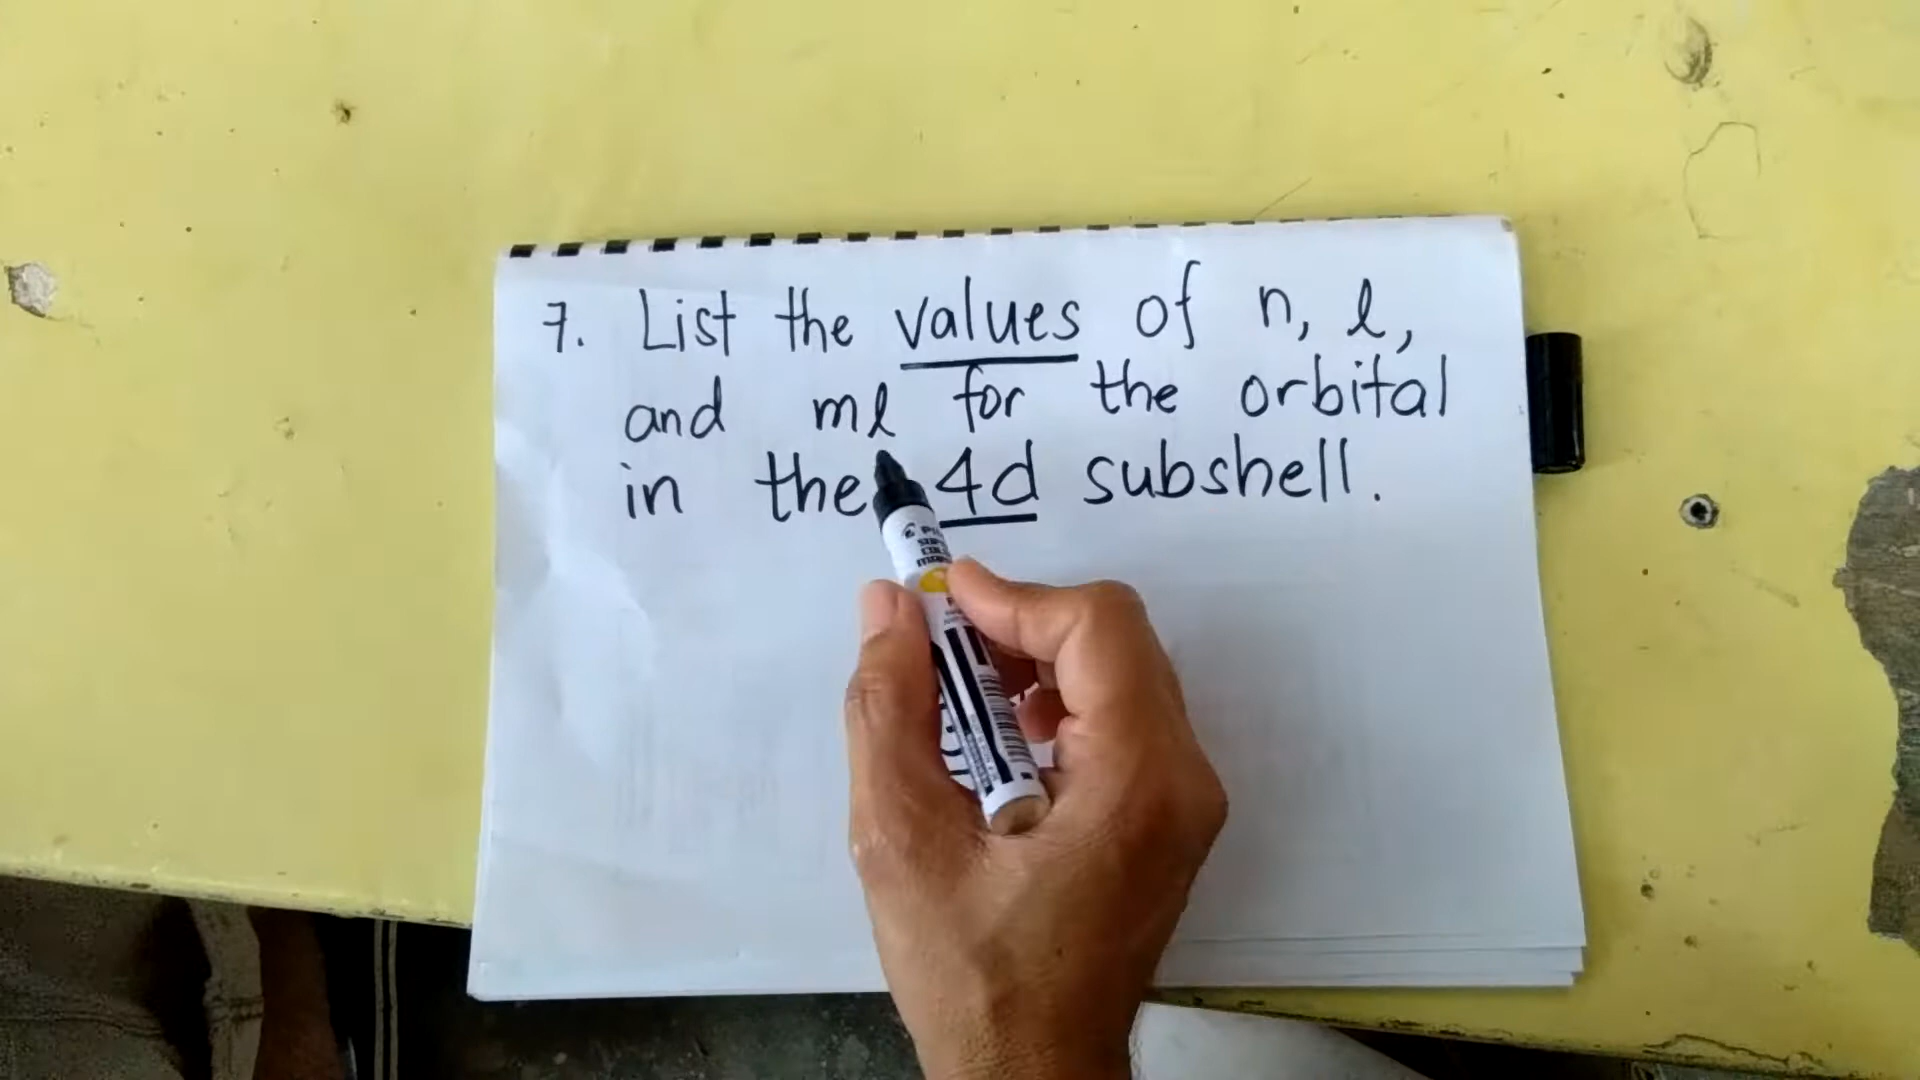 7. List the values of n, l,
and ml for the orbital
in the 4d subshell.